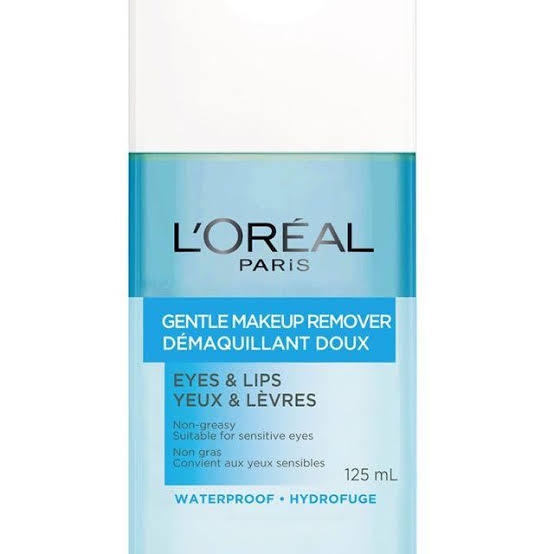 L'ORÉAL
PARiS
GENTLE MAKEUP REMOVER
DÉMAQUILLANT DOUX
EYES & LIPS
YEUX & LÈVRES
Non-greasy
Suitable for sensitive eyes
Non gras
Convient aux yeux sensibles
125 mL
WATERPROOF • HYDROFUGE